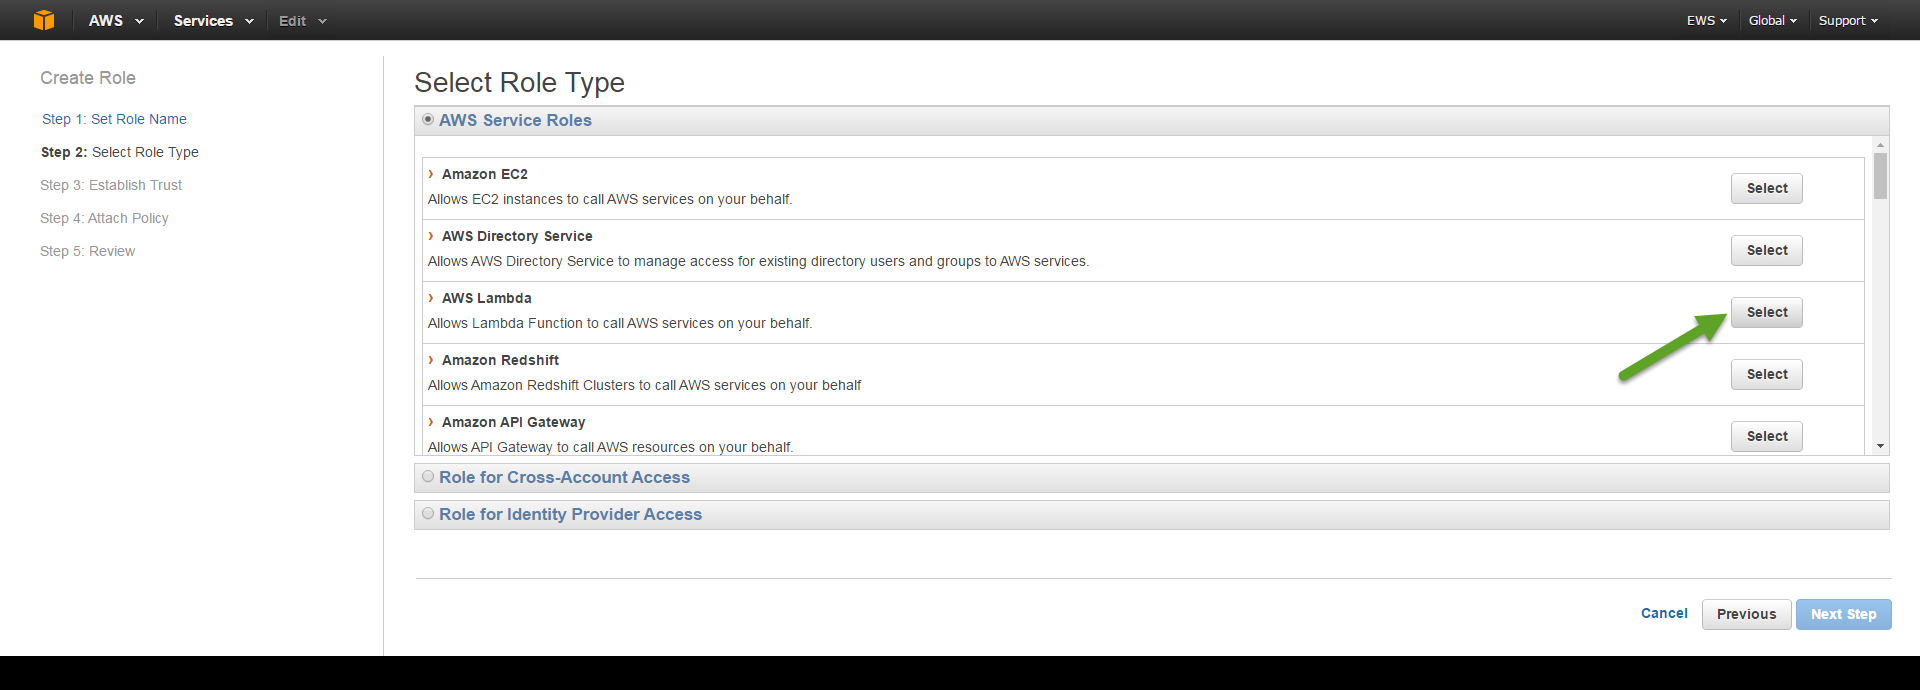 AWS Services Edit EWS Global Support
Create Role
Step 1: Set Role Name
Step 2: Select Role Type
Step 3: Establish Trust
Step 4: Attach Policy
Step 5: Review
Select Role Type
AWS Service Roles
Amazon EC2
Allows EC2 instances to call AWS services on your behalf.
Select
AWS Directory Service
Allows AWS Directory Service to manage access for existing directory users and groups to AWS services.
Select
AWS Lambda
Allows Lambda Function to call AWS services on your behalf.
Select
Amazon Redshift
Allows Amazon Redshift Clusters to call AWS services on your behalf
Select
Amazon API Gateway
Allows API Gateway to call AWS resources on your behalf.
Select
Role for Cross-Account Access
Role for Identity Provider Access
Cancel Previous Next Step